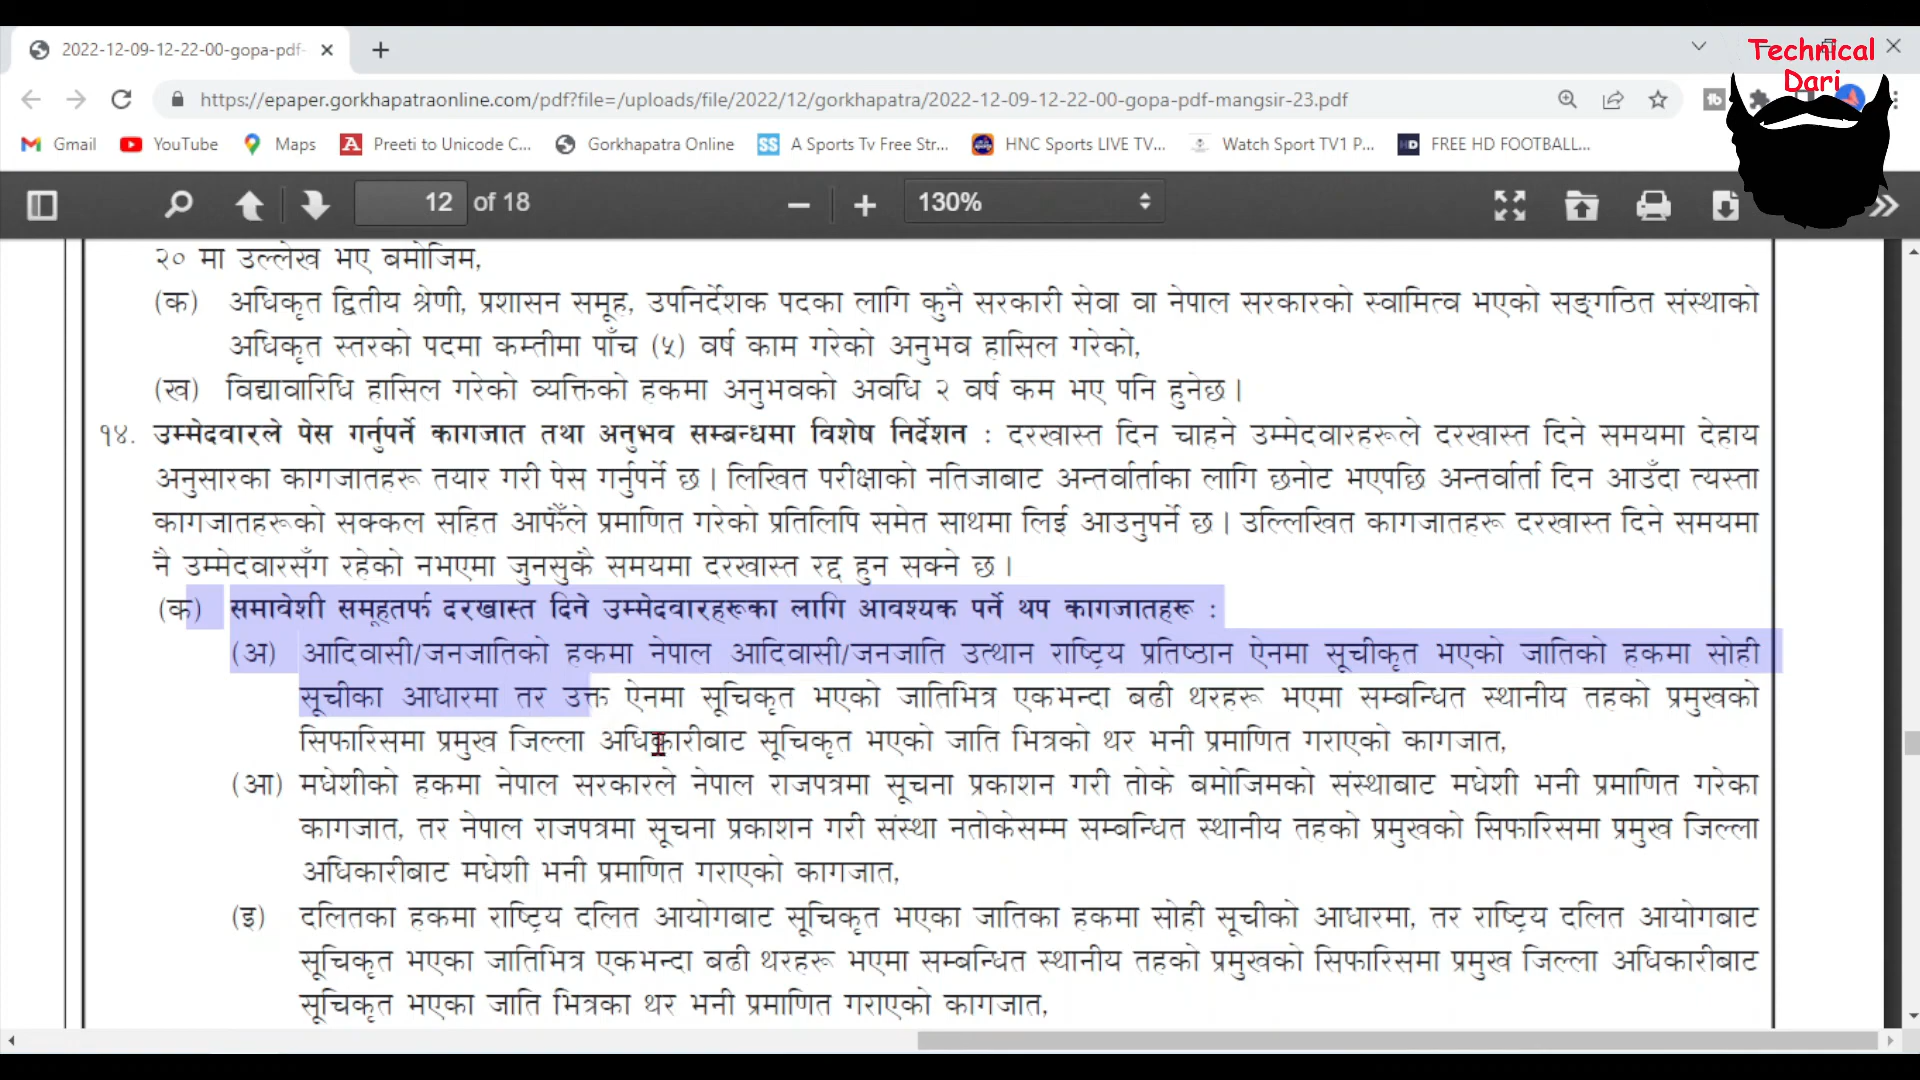 2022-12-09-12-22-00-gopa-pdf-
Technical
Dari
https://epaper.gorkhapatraonline.com/pdf?file=/uploads/file/2022/12/gorkhapatra/2022-12-09-12-22-00-gopa-pdf-mangsir-23.pdf
Gmail YouTube Maps Preeti to Unicode C... Gorkhapatra Online A Sports Tv Free Str... HNC Sports LIVE TV... Watch Sport TV1 P... FREE HD FOOTBALL...
12 of 18 130%
२० मा उल्लेख भए बमोजिम,
(क) अधिकृत द्वितीय श्रेणी, प्रशासन समूह, उपनिर्देशक पदका लागि कुनै सरकारी सेवा वा नेपाल सरकारको स्वामित्व भएको सङ्गठित संस्थाको
अधिकृत स्तरको पदमा कम्तीमा पाँच (५) वर्ष काम गरेको अनुभव हासिल गरेको,
(ख) विद्यावारिधि हासिल गरेको व्यक्तिको हकमा अनुभवको अवधि २ वर्ष कम भए पनि हुनेछ ।
१४. उम्मेदवारले पेस गर्नुपर्ने कागजात तथा अनुभव सम्बन्धमा विशेष निर्देशन : दरखास्त दिन चाहने उम्मेदवारहरूले दरखास्त दिने समयमा देहाय
अनुसारका कागजातहरू तयार गरी पेस गर्नुपर्ने छ । लिखित परीक्षाको नतिजाबाट अन्तर्वार्ताका लागि छनोट भएपछि अन्तर्वार्ता दिन आउँदा त्यस्ता
कागजातहरूको सक्कल सहित आफैँले प्रमाणित गरेको प्रतिलिपि समेत साथमा लिई आउनुपर्ने छ । उल्लिखित कागजातहरू दरखास्त दिने समयमा
नै उम्मेदवारसँग रहेको नभएमा जुनसुकै समयमा दरखास्त रद्द हुन सक्ने छ ।
(क) समावेशी समूहतर्फ दरखास्त दिने उम्मेदवारहरूका लागि आवश्यक पर्ने थप कागजातहरू :
(अ) आदिवासी/जनजातिको हकमा नेपाल आदिवासी/जनजाति उत्थान राष्ट्रिय प्रतिष्ठान ऐनमा सूचीकृत भएको जातिको हकमा सोही
सूचीका आधारमा तर उक्त ऐनमा सूचिकृत भएको जातिभित्र एकभन्दा बढी थरहरू भएमा सम्बन्धित स्थानीय तहको प्रमुखको
सिफारिसमा प्रमुख जिल्ला अधिकारीबाट सूचिकृत भएको जाति भित्रको थर भनी प्रमाणित गराएको कागजात,
(आ) मधेशीको हकमा नेपाल सरकारले नेपाल राजपत्रमा सूचना प्रकाशन गरी तोके बमोजिमको संस्थाबाट मधेशी भनी प्रमाणित गरेका
कागजात, तर नेपाल राजपत्रमा सूचना प्रकाशन गरी संस्था नतोकेसम्म सम्बन्धित स्थानीय तहको प्रमुखको सिफारिसमा प्रमुख जिल्ला
अधिकारीबाट मधेशी भनी प्रमाणित गराएको कागजात,
(इ) दलितका हकमा राष्ट्रिय दलित आयोगबाट सूचिकृत भएका जातिका हकमा सोही सूचीको आधारमा, तर राष्ट्रिय दलित आयोगबाट
सूचिकृत भएका जातिभित्र एकभन्दा बढी थरहरू भएमा सम्बन्धित स्थानीय तहको प्रमुखको सिफारिसमा प्रमुख जिल्ला अधिकारीबाट
सूचिकृत भएका जाति भित्रका थर भनी प्रमाणित गराएको कागजात,